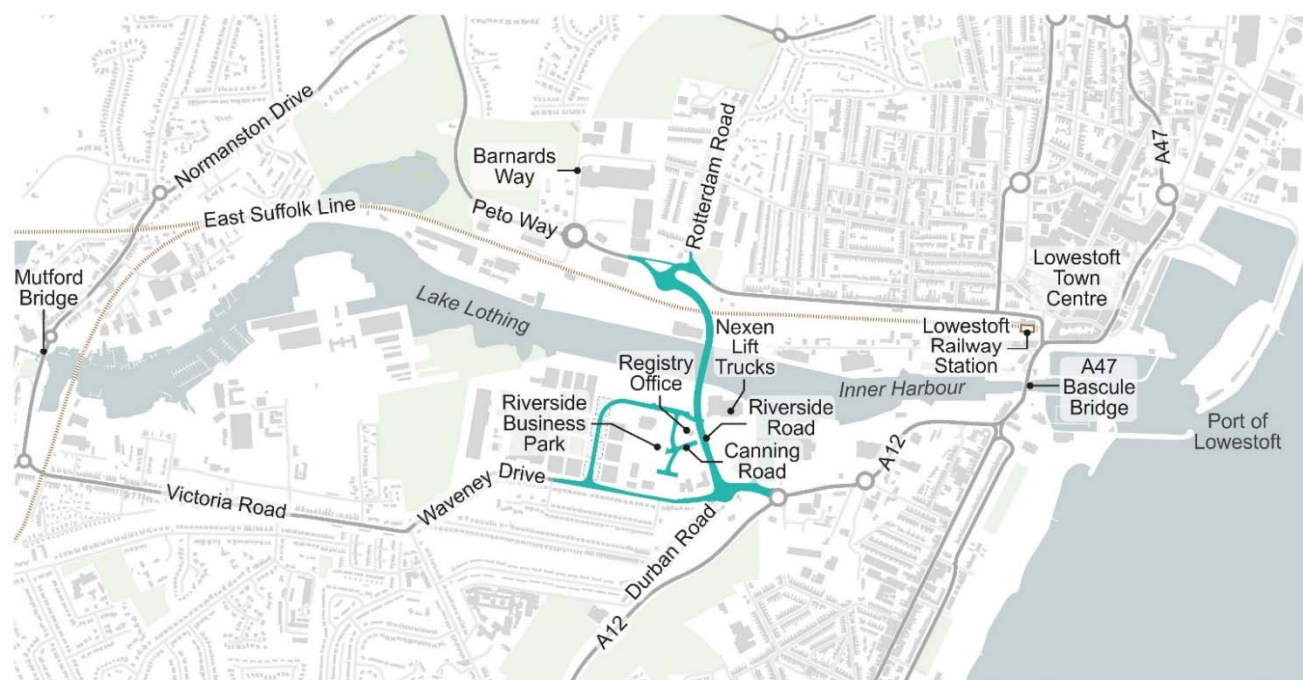 A47
Normanston Drive
Barnards
Way
Rotterdam Road
East Suffolk Line
Peto Way
Mutford
Bridge
Lake Lothing
Lowestoft
Town
Centre
Nexen
Lift
Trucks
Lowestoft
Railway
Station
Registry
Office
Inner Harbour
A47
Bascule
Bridge
Riverside
Business
Park
Riverside
Road
Port of
Lowestoft
Canning
Road
A12
Waveney Drive
Victoria Road
Durban Road
A12